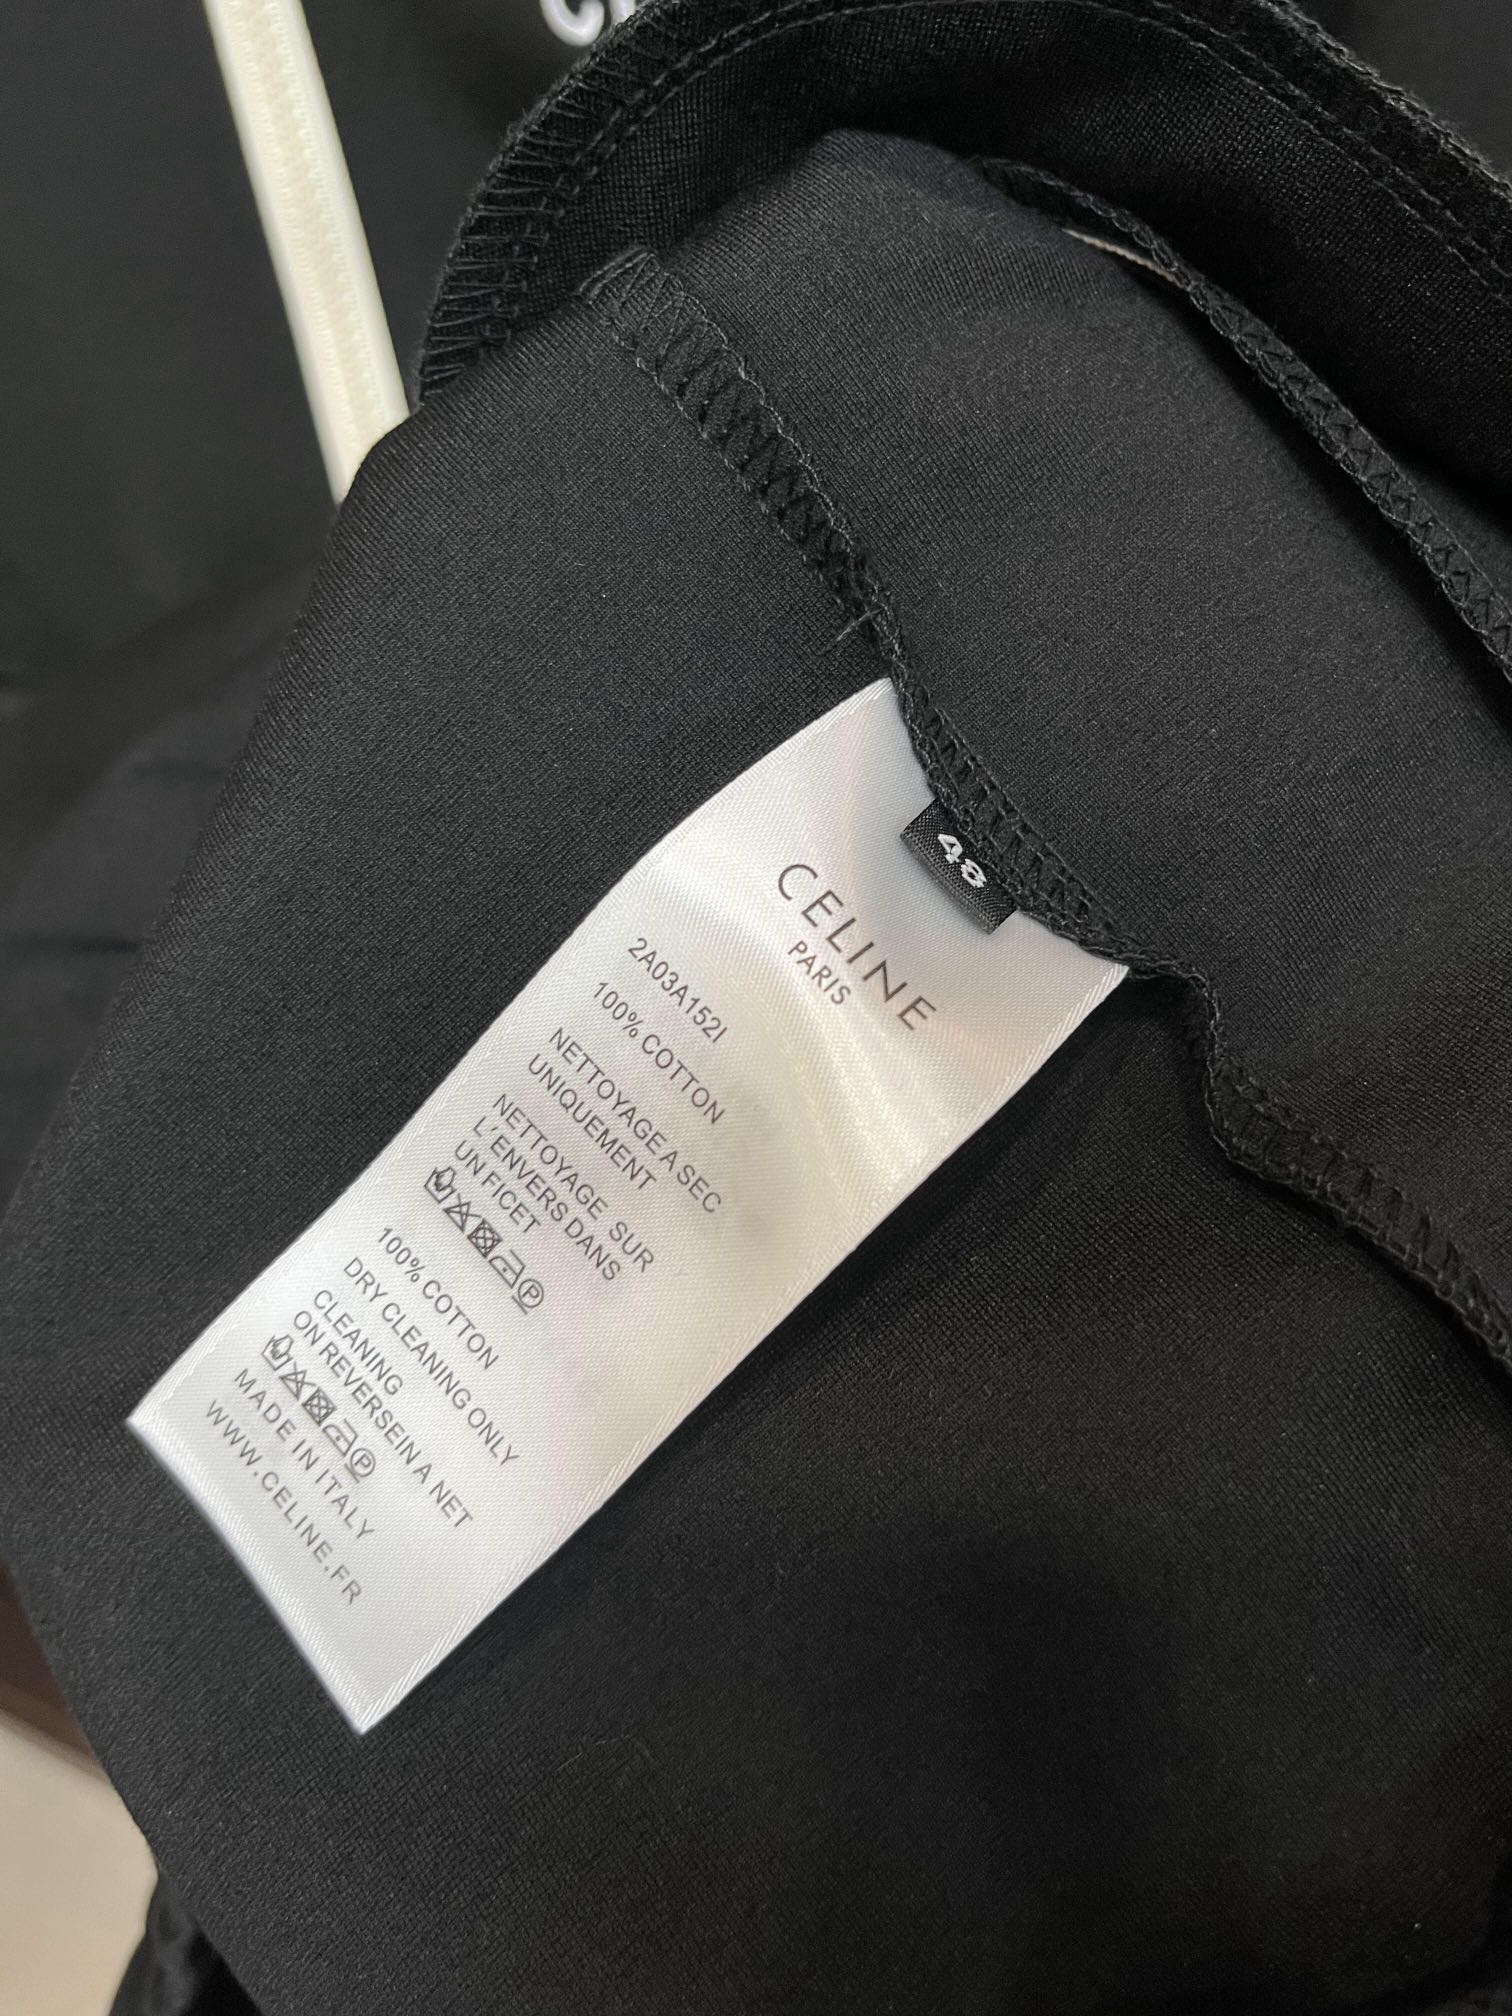 48
CELINE
PARIS
2A03A152I
100% COTTON
NETTOYAGE A SEC
UNIQUEMENT
NETTOYAGE SUR
L'ENVERS DANS
UN FICET
P
100% COTTON
DRY CLEANING ONLY
CLEANING
ON REVERSEIN A NET
P
MADE IN ITALY
WWW.CELINE.FR